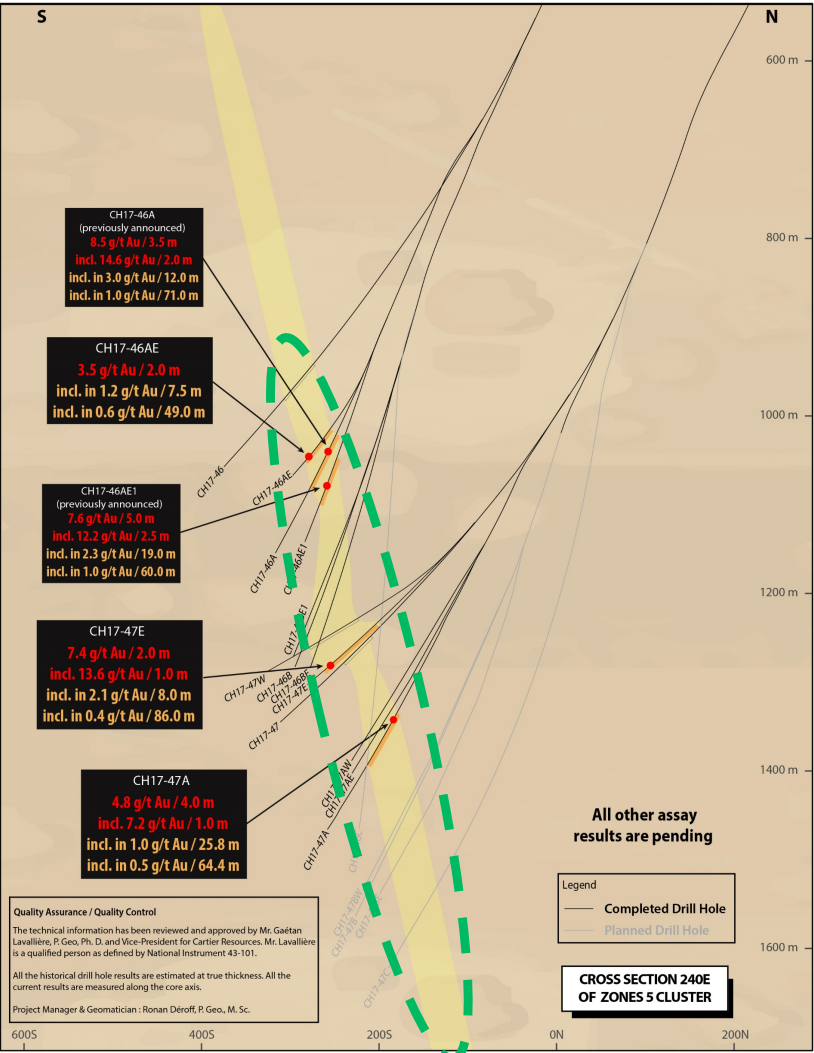 S
N
600 m
800 m
1000 m
1200 m
1400 m
1600 m
CH17-46A
(previously announced)
8.5 g/t Au / 3.5 m
incl. 14.6 g/t Au / 2.0 m
incl. in 3.0 g/t Au / 12.0 m
incl. in 1.0 g/t Au / 71.0 m
CH17-46AE
3.5 g/t Au / 2.0 m
incl. in 1.2 g/t Au / 7.5 m
incl. in 0.6 g/t Au / 49.0 m
CH17-46AE1
(previously announced)
7.6 g/t Au / 5.0 m
incl. 12.2 g/t Au / 2.5 m
incl. in 2.3 g/t Au / 19.0 m
incl. in 1.0 g/t Au / 60.0 m
CH17-47E
7.4 g/t Au / 2.0 m
incl. 13.6 g/t Au / 1.0 m
incl. in 2.1 g/t Au / 8.0 m
incl. in 0.4 g/t Au / 86.0 m
CH17-47A
4.8 g/t Au / 4.0 m
incl. 7.2 g/t Au / 1.0 m
incl. in 1.0 g/t Au / 25.8 m
incl. in 0.5 g/t Au / 64.4 m
CH17-46
CH17-46AE
CH17-46A
CH17-47W
CH17-46B
CH17-46BE
CH17-47E
CH17-47
CH17-47AE
CH17-47A
CH17-47BW
CH17-47B
CH17-47C
All other assay
results are pending
Legend
Completed Drill Hole
Planned Drill Hole
CROSS SECTION 240E
OF ZONES 5 CLUSTER
Quality Assurance / Quality Control
The technical information has been reviewed and approved by Mr. Gaétan
Lavallière, P. Geo, Ph. D. and Vice-President for Cartier Resources. Mr. Lavallière
is a qualified person as defined by National Instrument 43-101.
All the historical drill hole results are estimated at true thickness. All the
current results are measured along the core axis.
Project Manager & Geomatician : Ronan Déroff, P. Geo., M. Sc.
600S
400S
200S
0N
200N